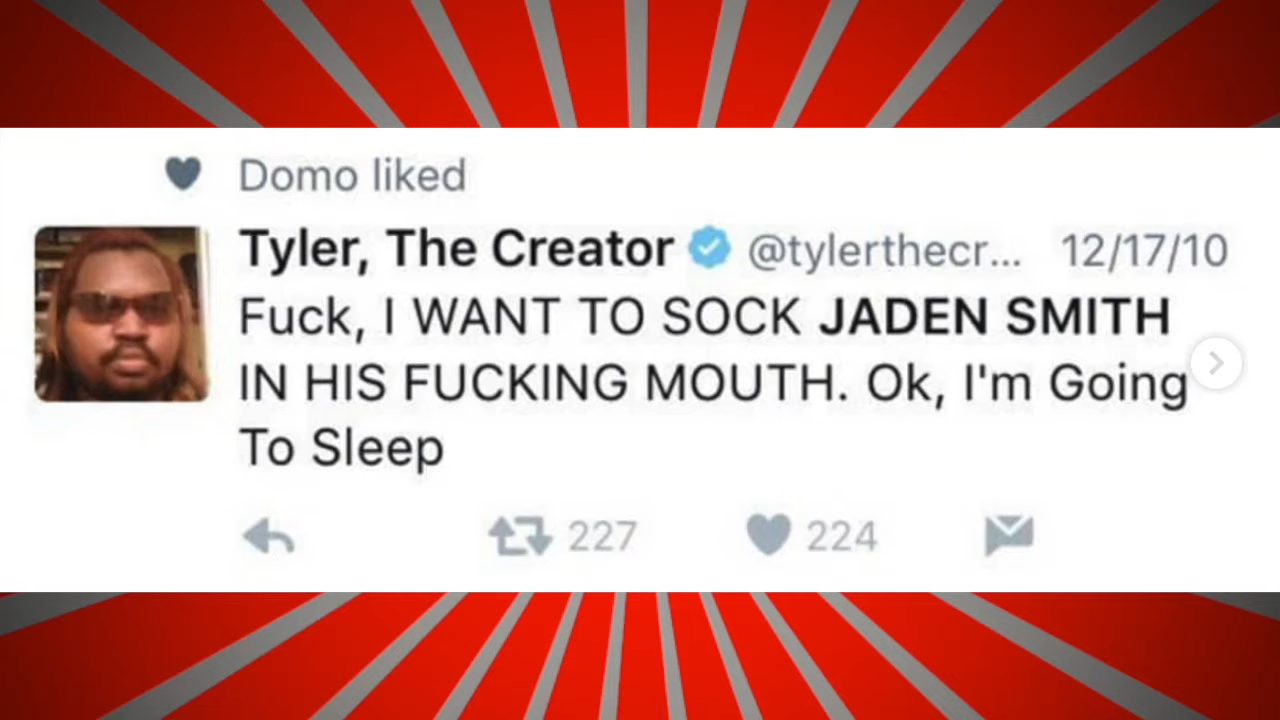 Domo liked
Tyler, The Creator @tylerthecr... 12/17/10
Fuck, I WANT TO SOCK JADEN SMITH
IN HIS FUCKING MOUTH. Ok, I'm Going
To Sleep
227 224